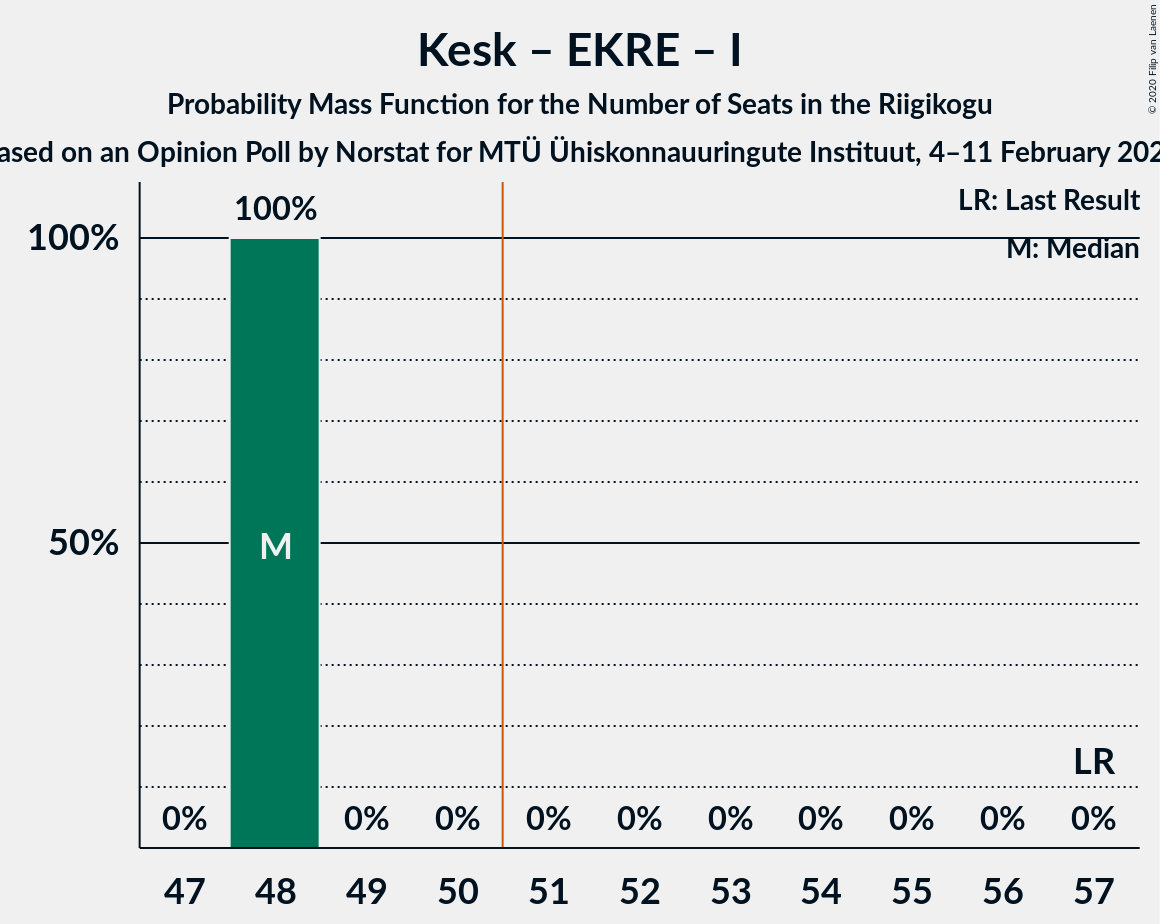 Kesk – EKRE – I
Probability Mass Function for the Number of Seats in the Riigikogu
ased on an Opinion Poll by Norstat for MTÜ Ühiskonnauuringute Instituut, 4–11 February 202
© 2020 Filip van Laenen
LR: Last Result
M: Median
100%
100%
50%
M
LR
0% 0% 0% 0% 0% 0% 0% 0% 0% 0%
47 48 49 50 51 52 53 54 55 56 57